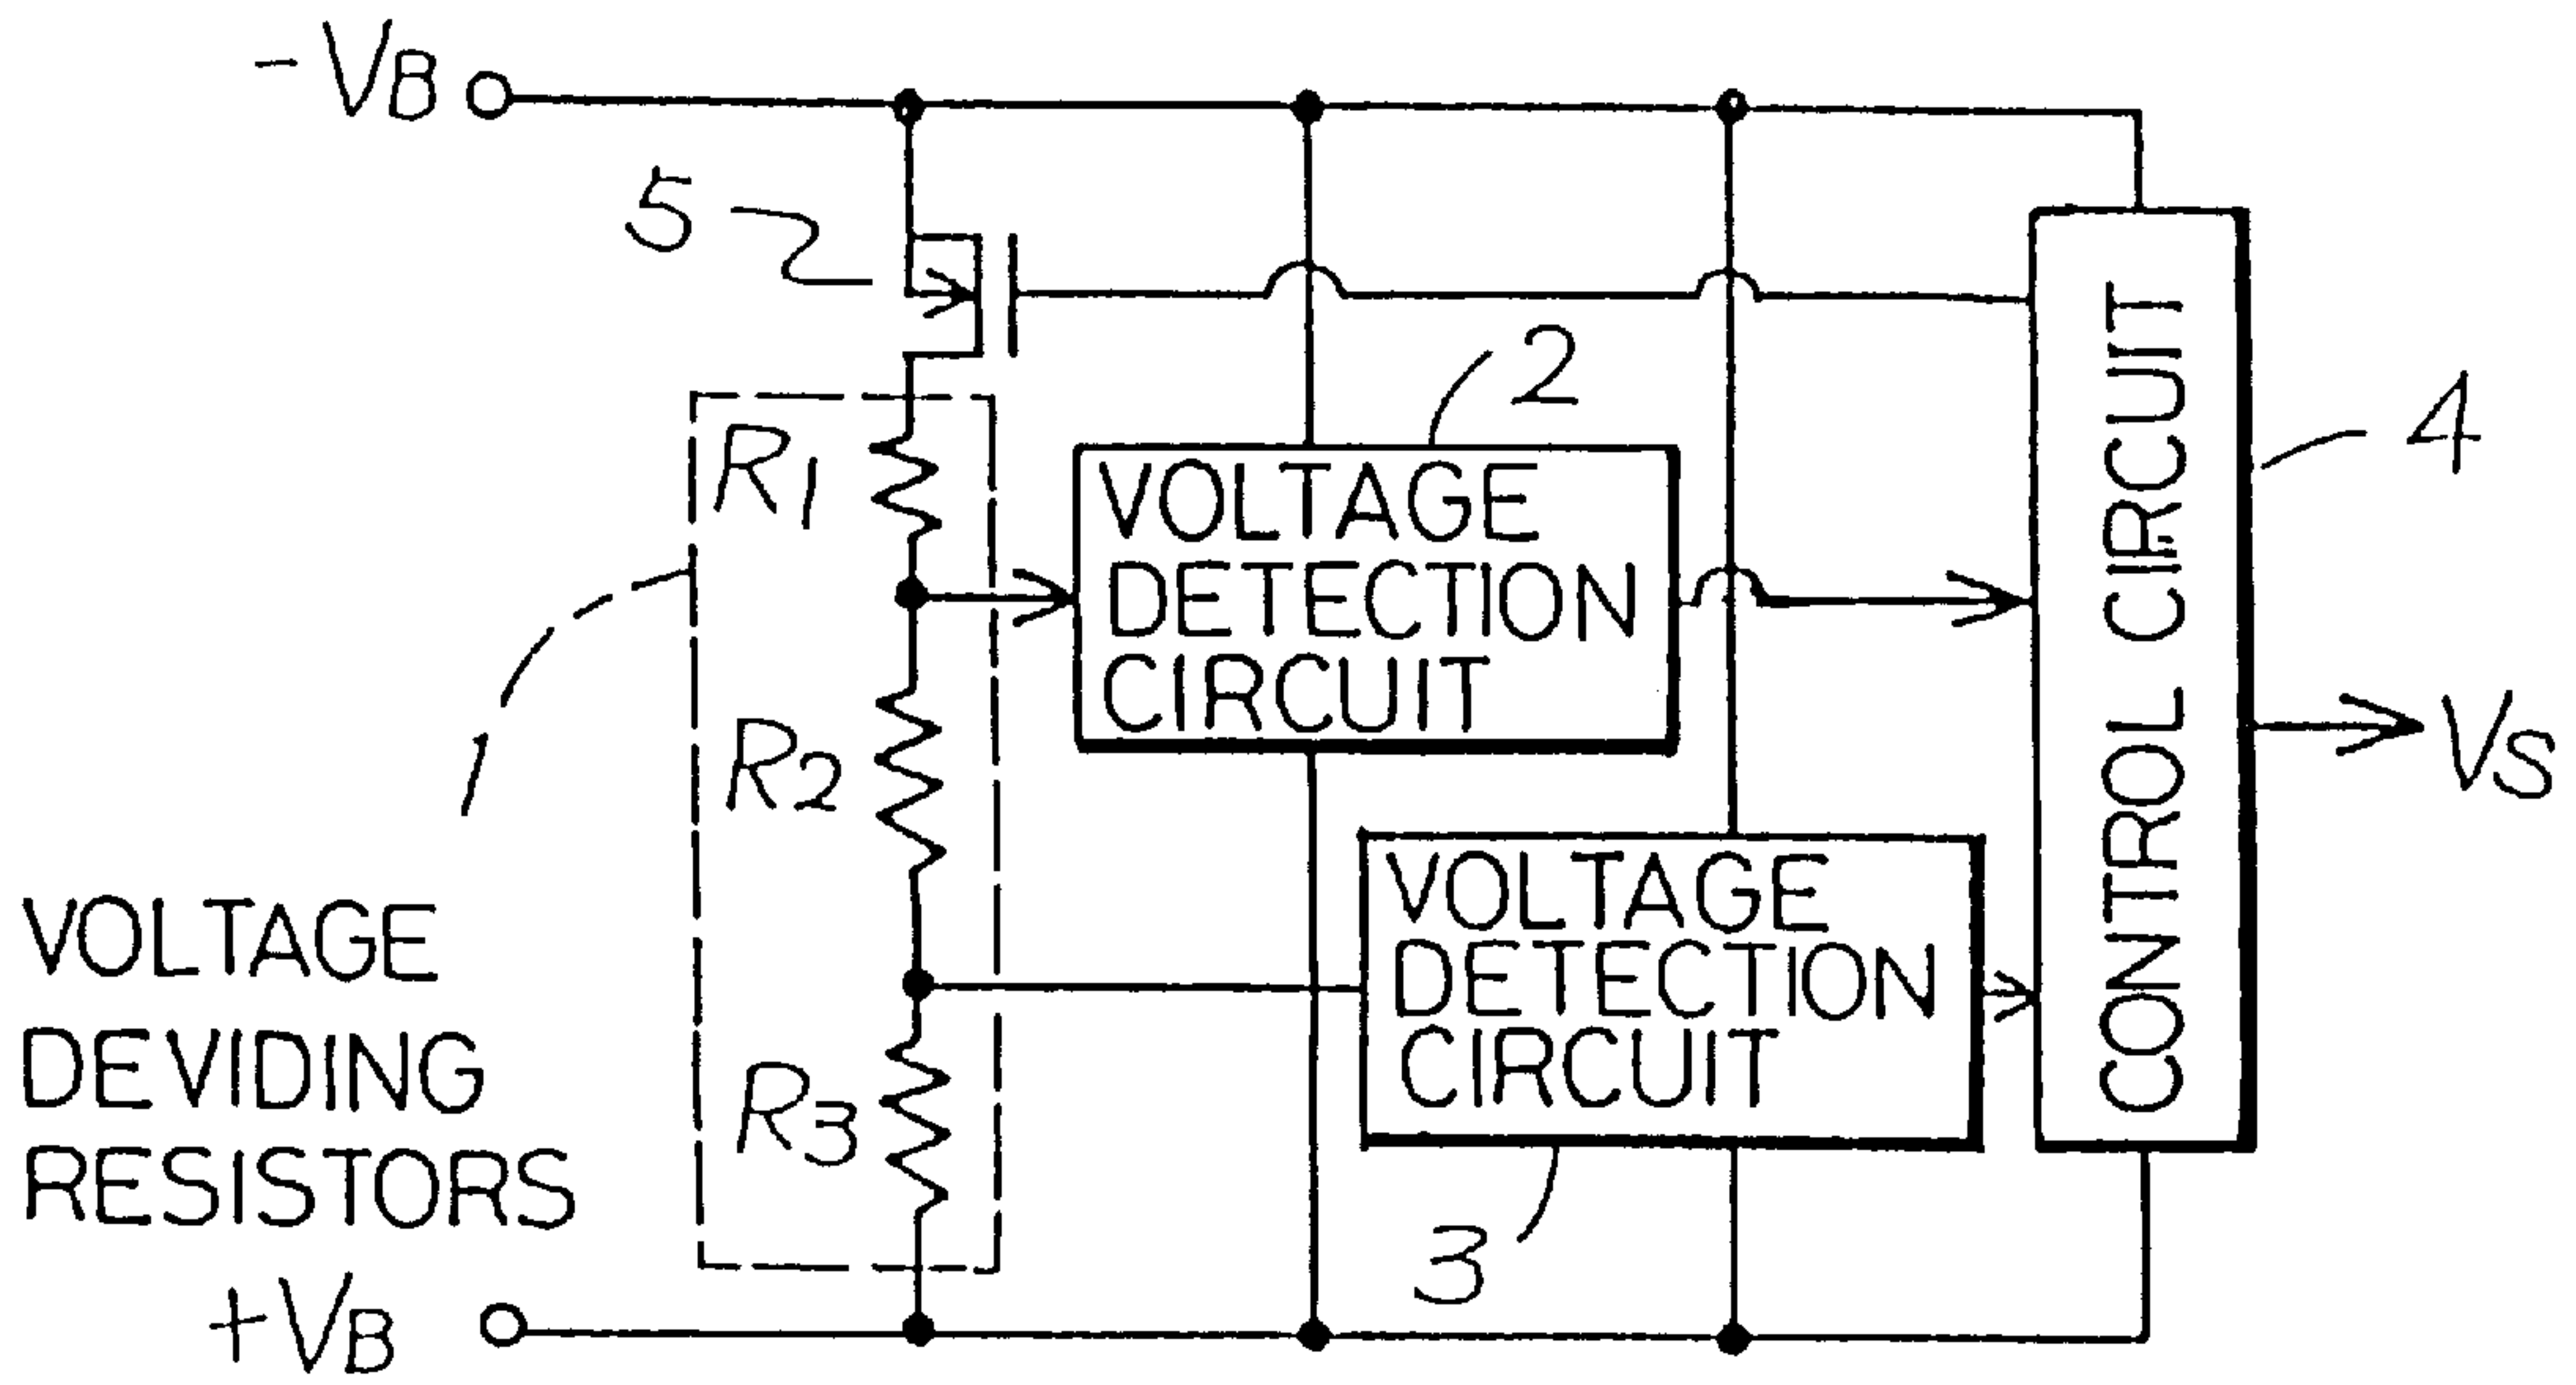 -VB
5
2
R1
VOLTAGE
DETECTION
CIRCUIT
CONTROL CIRCUIT
4
1
R2
VS
VOLTAGE
DEVIDING
RESISTORS
VOLTAGE
DETECTION
CIRCUIT
R3
3
+VB